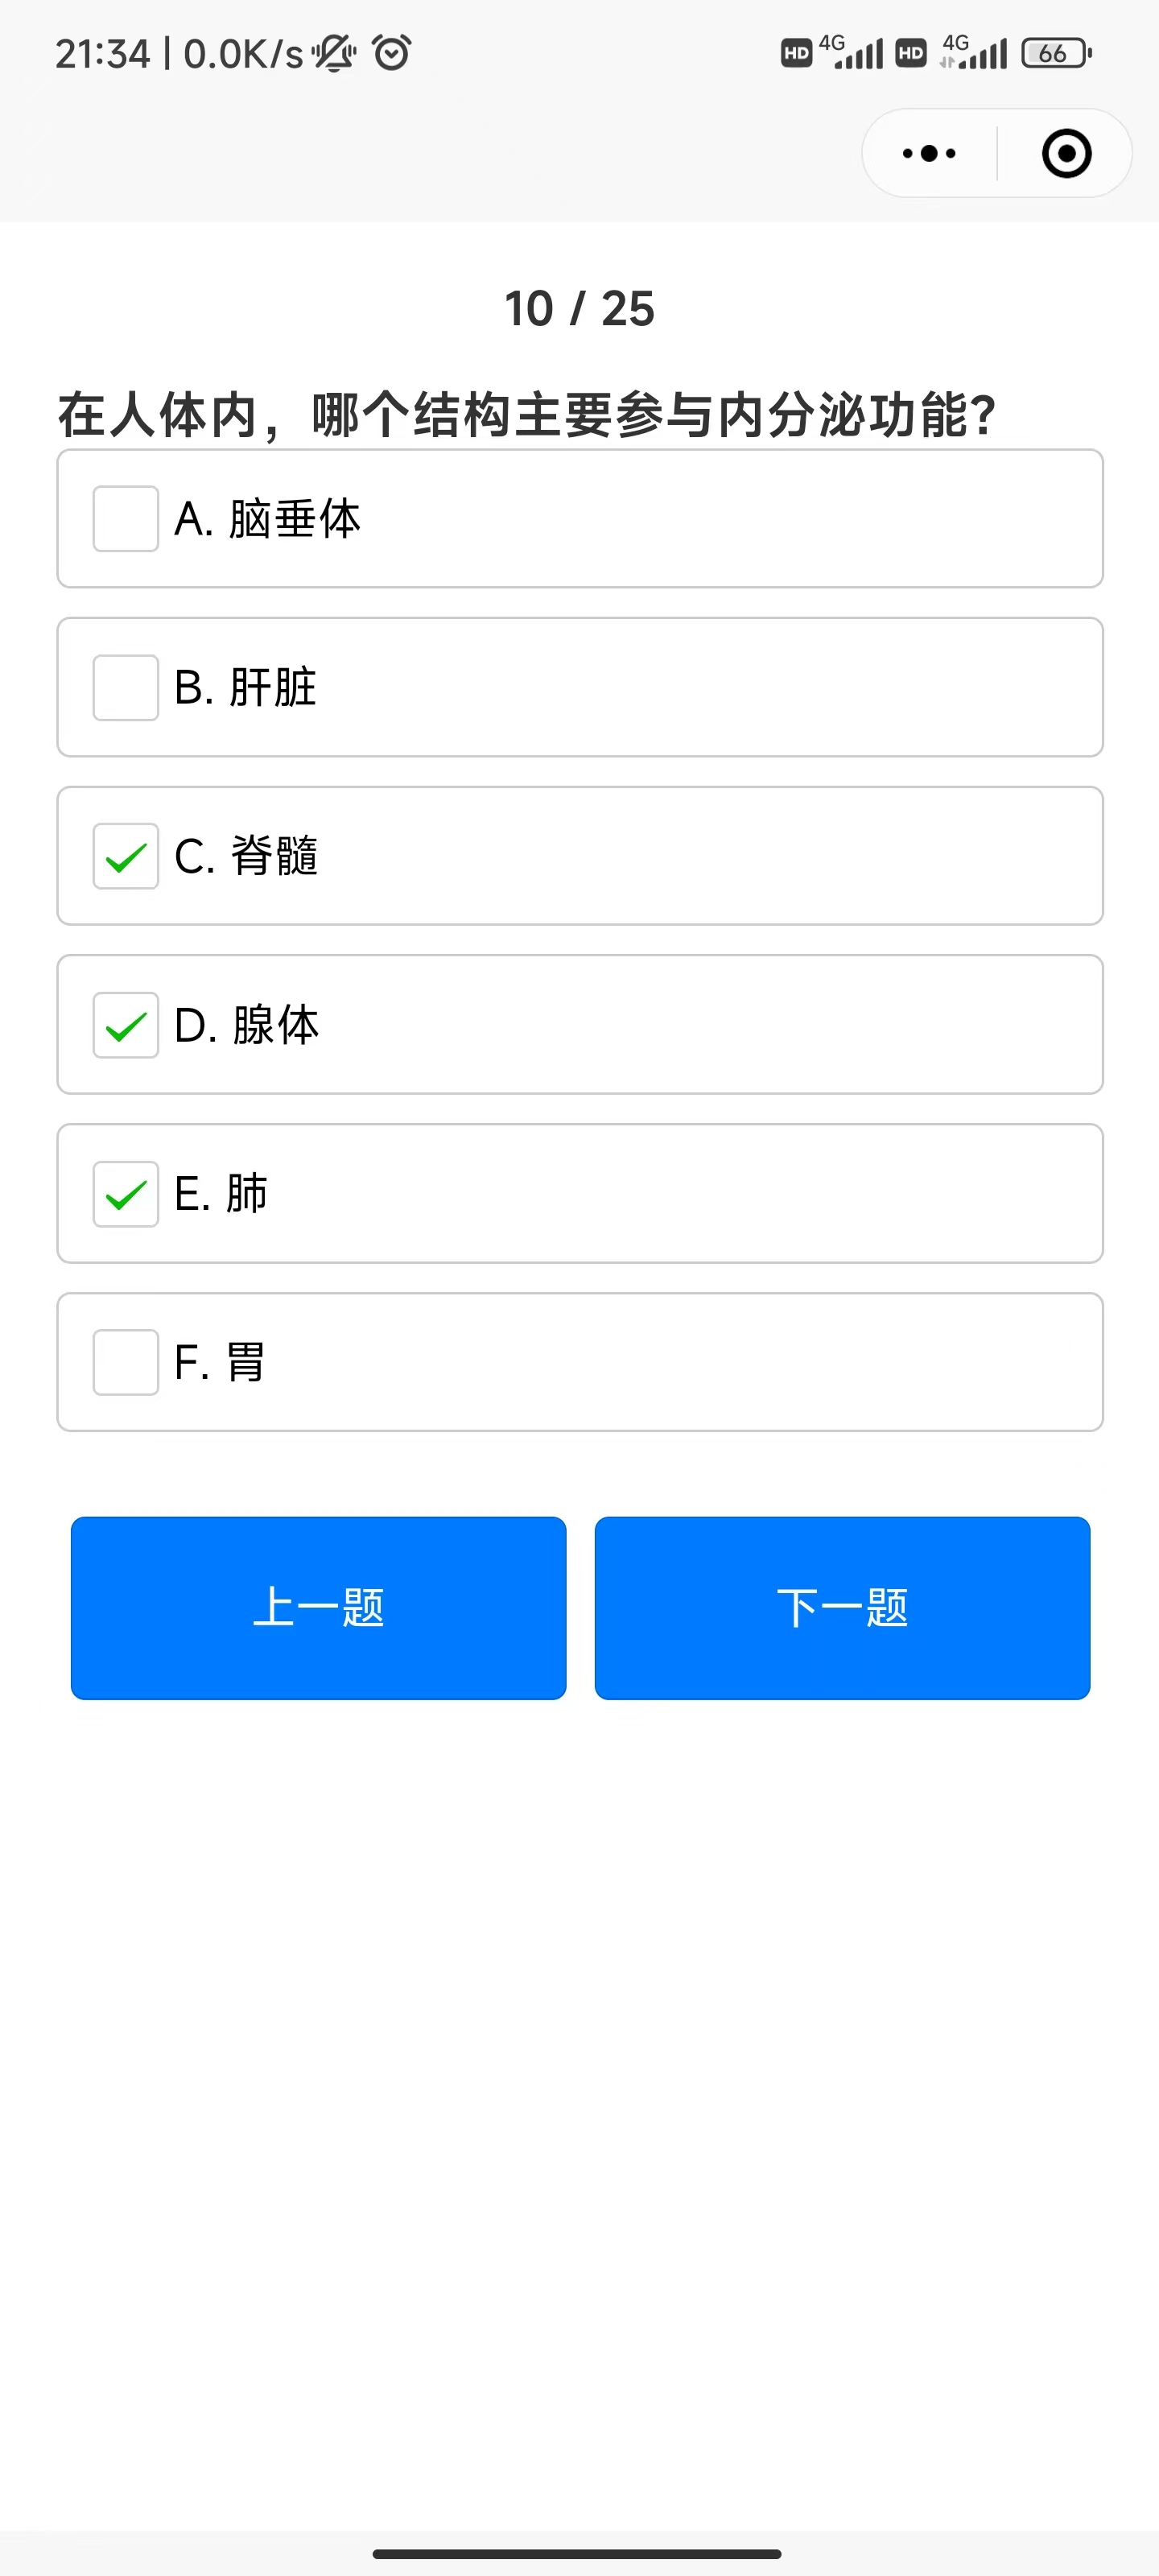 21:34 | 0.0K/s HD 4G HD 4G 66
10 / 25
在人体内，哪个结构主要参与内分泌功能?
A. 脑垂体
B. 肝脏
C. 脊髓
D. 腺体
E. 肺
F. 胃
上一题 下一题